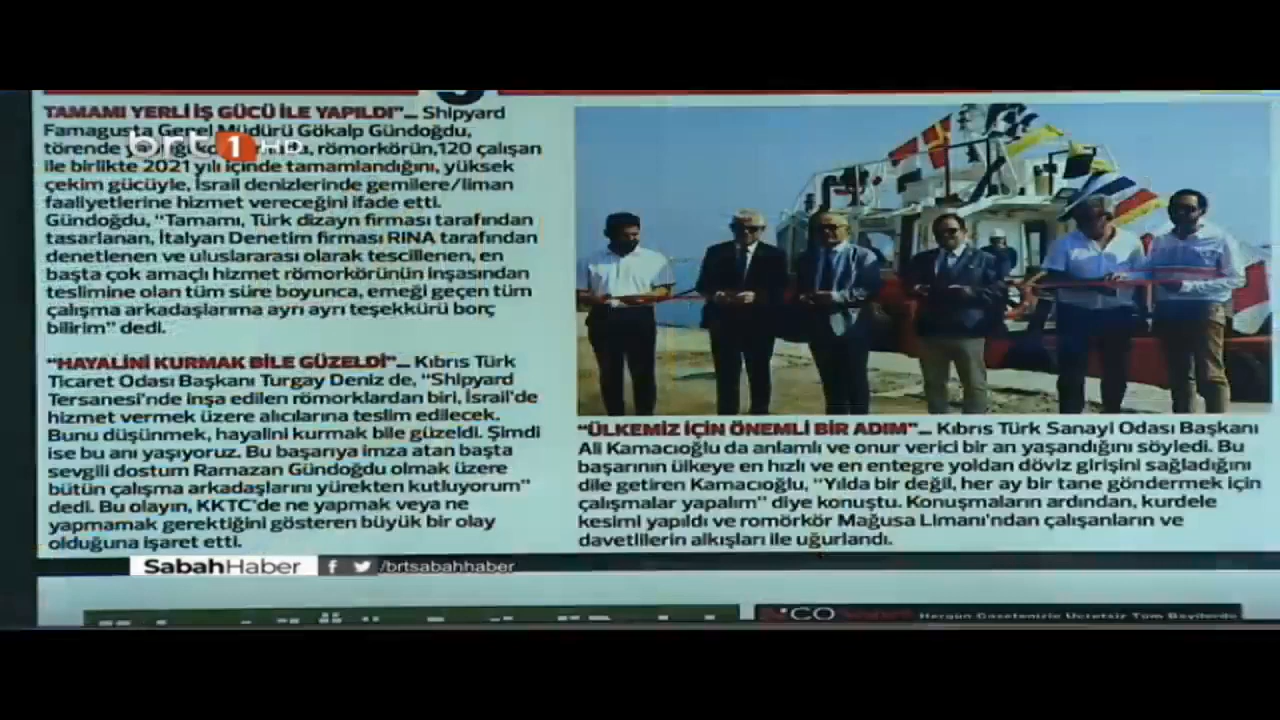 TAMAMI YERLİ İŞ GÜCÜ İLE YAPILDI"... Shipyard
Famagusta Genel Müdürü Gökalp Gündoğdu,
törende römorkörün,120 çalışan
ile birlikte 2021 yılı içinde tamamlandığını, yüksek
çekim gücüyle, İsrail denizlerinde gemilere/liman
faaliyetlerine hizmet vereceğini ifade etti.
Gündoğdu, "Tamamı, Türk dizayn firması tarafından
tasarlanan, İtalyan Denetim firması RINA tarafından
denetlenen ve uluslararası olarak tescillenen, en
başta çok amaçlı hizmet römorkörünün inşasından
teslimine olan tüm süre boyunca, emeği geçen tüm
çalışma arkadaşlarıma ayrı ayrı teşekkürü borç
bilirim" dedi.
"HAYALİNİ KURMAK BİLE GÜZELDİ"... Kıbrıs Türk
Ticaret Odası Başkanı Turgay Deniz de, "Shipyard
Tersanesi'nde inşa edilen römorklardan biri, İsrail'de
hizmet vermek üzere alıcılarına teslim edilecek.
Bunu düşünmek, hayalini kurmak bile güzeldi. Şimdi
ise bu anı yaşıyoruz. Bu başarıya imza atan başta
sevgili dostum Ramazan Gündoğdu olmak üzere
bütün çalışma arkadaşlarını yürekten kutluyorum"
dedi. Bu olayın, KKTC'de ne yapmak veya ne
yapmamak gerektiğini gösteren büyük bir olay
olduğuna işaret etti.
"ÜLKEMİZ İÇİN ÖNEMLİ BİR ADIM"... Kıbrıs Türk Sanayi Odası Başkanı
Ali Kamacıoğlu da anlamlı ve onur verici bir an yaşandığını söyledi. Bu
başarının ülkeye en hızlı ve en entegre yoldan döviz girişini sağladığını
dile getiren Kamacıoğlu, "Yılda bir değil, her ay bir tane göndermek için
çalışmalar yapalım" diye konuştu. Konuşmaların ardından, kurdele
kesimi yapıldı ve romörkör Mağusa Limanı'ndan çalışanların ve
davetlilerin alkışları ile uğurlandı.
brt 1 HD
SabahHaber f /brtsabahhaber
Hergün Gazetenizle Ücretsiz Tüm Bayilerde